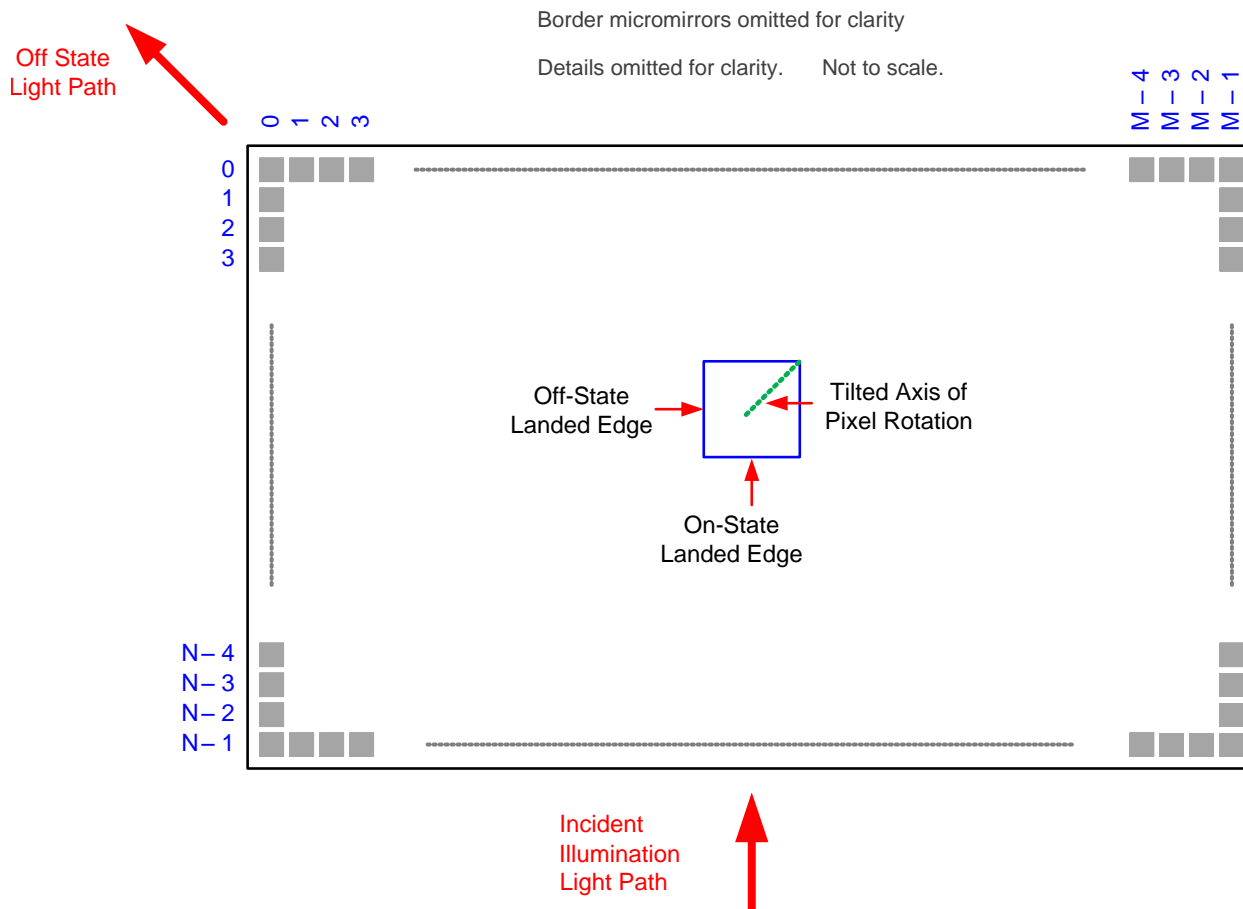 Border micromirrors omitted for clarity
Details omitted for clarity. Not to scale.
Off State
Light Path
0
1
2
3
M – 4
M – 3
M – 2
M – 1
0
1
2
3
Off-State
Landed Edge
Tilted Axis of
Pixel Rotation
On-State
Landed Edge
N – 4
N – 3
N – 2
N – 1
Incident
Illumination
Light Path